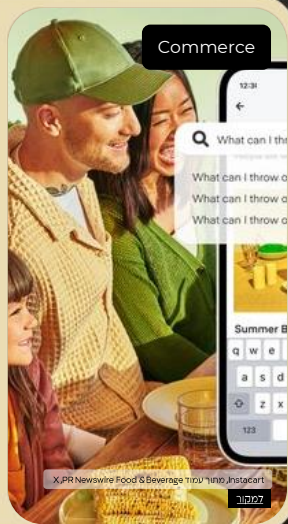 Commerce
12:31
What can I thr
What can I throw o
What can I throw o
What can I throw o
Summer B
q w e
a s d
z x
123
Instacart, מתוך עמוד X ,PR Newswire Food & Beverage
למקור